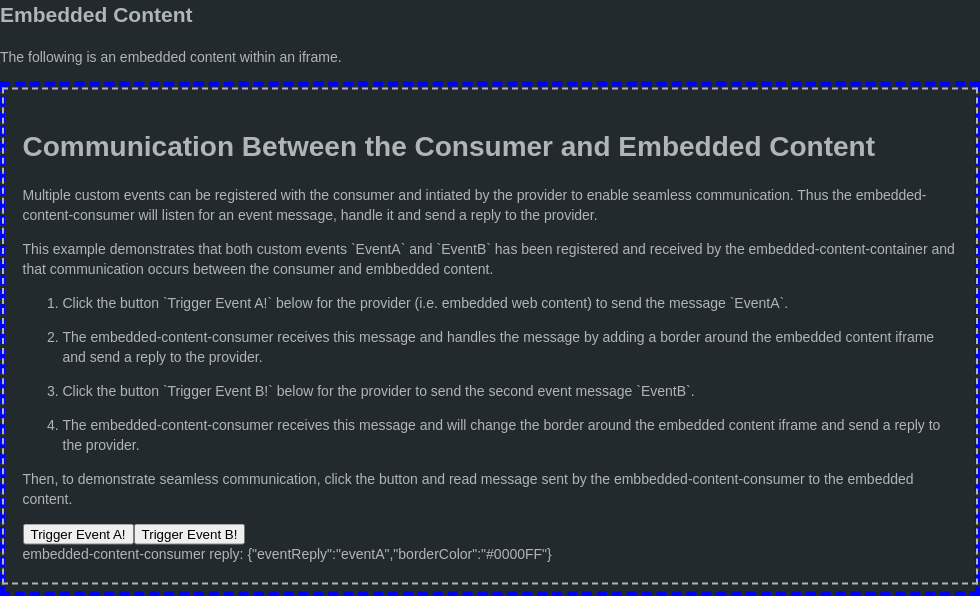 Embedded Content
The following is an embedded content within an iframe.
Communication Between the Consumer and Embedded Content
Multiple custom events can be registered with the consumer and intiated by the provider to enable seamless communication. Thus the embedded-
content-consumer will listen for an event message, handle it and send a reply to the provider.
This example demonstrates that both custom events `EventA` and `EventB` has been registered and received by the embedded-content-container and
that communication occurs between the consumer and embbedded content.
1. Click the button `Trigger Event A!` below for the provider (i.e. embedded web content) to send the message `EventA`.
2. The embedded-content-consumer receives this message and handles the message by adding a border around the embedded content iframe
and send a reply to the provider.
3. Click the button `Trigger Event B!` below for the provider to send the second event message `EventB`.
4. The embedded-content-consumer receives this message and will change the border around the embedded content iframe and send a reply to
the provider.
Then, to demonstrate seamless communication, click the button and read message sent by the embbedded-content-consumer to the embedded
content.
Trigger Event A! Trigger Event B!
embedded-content-consumer reply: {"eventReply":"eventA","borderColor":"#0000FF"}